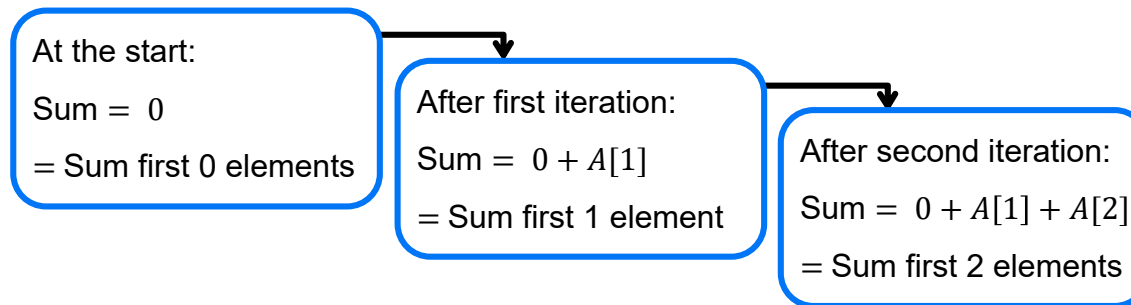 At the start:
Sum = 0
= Sum first 0 elements
After first iteration:
Sum = 0 + A[1]
= Sum first 1 element
After second iteration:
Sum = 0 + A[1] + A[2]
= Sum first 2 elements